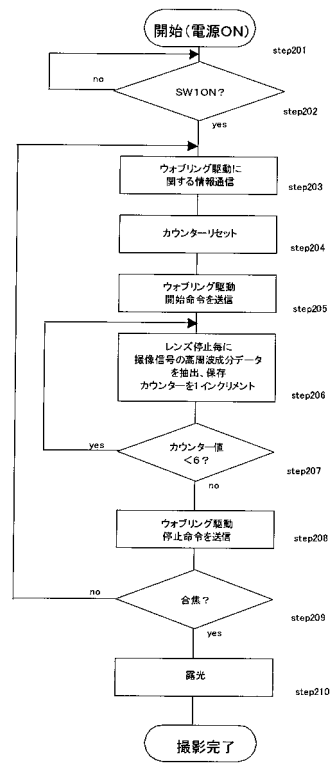 開始(電源ON)
step201
no
SW1ON?
step202
yes
ウォブリング駆動に
関する情報通信
step203
カウンターリセット
step204
ウォブリング駆動
開始命令を送信
step205
レンズ停止毎に
撮像信号の高周波成分データ
を抽出、保存
カウンターを1インクリメント
step206
yes
カウンター値
<6?
step207
no
ウォブリング駆動
停止命令を送信
step208
no
合焦?
step209
yes
露光
step210
撮影完了